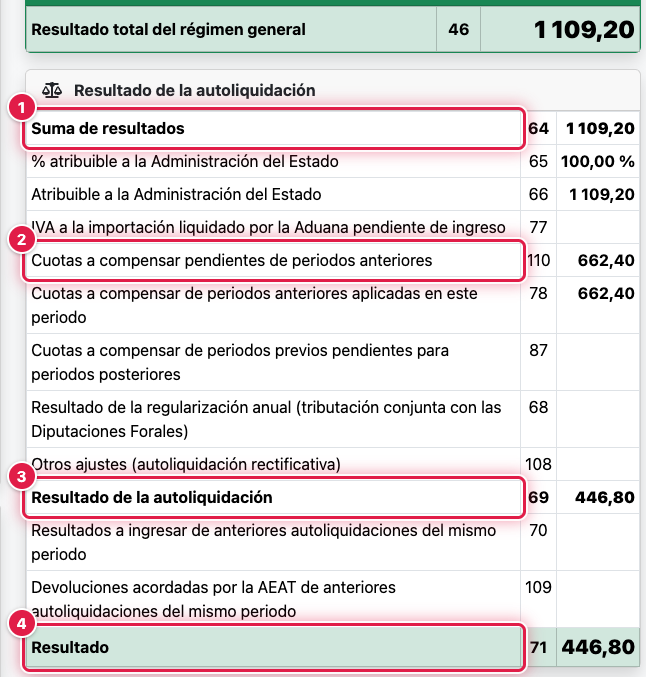 Resultado total del régimen general 46 1 109,20
Resultado de la autoliquidación
1
Suma de resultados 64 1 109,20
% atribuible a la Administración del Estado 65 100,00 %
Atribuible a la Administración del Estado 66 1 109,20
IVA a la importación liquidado por la Aduana pendiente de ingreso 77
2
Cuotas a compensar pendientes de periodos anteriores 110 662,40
Cuotas a compensar de periodos anteriores aplicadas en este 78 662,40
periodo
Cuotas a compensar de periodos previos pendientes para 87
periodos posteriores
Resultado de la regularización anual (tributación conjunta con las 68
Diputaciones Forales)
Otros ajustes (autoliquidación rectificativa) 108
3
Resultado de la autoliquidación 69 446,80
Resultados a ingresar de anteriores autoliquidaciones del mismo 70
periodo
Devoluciones acordadas por la AEAT de anteriores 109
autoliquidaciones del mismo periodo
4
Resultado 71 446,80